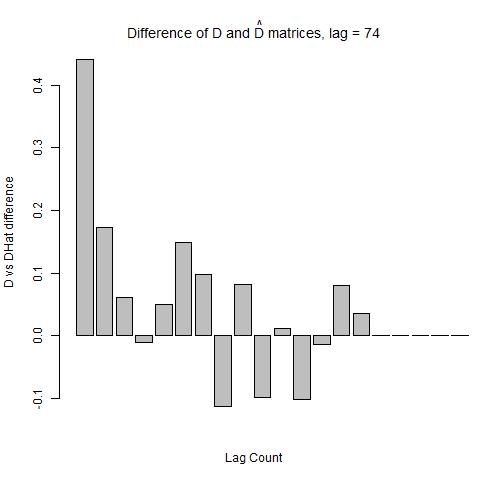 Difference of D and D̂ matrices, lag = 74
0.4
0.3
0.2
0.1
0.0
-0.1
D vs DHat difference
Lag Count